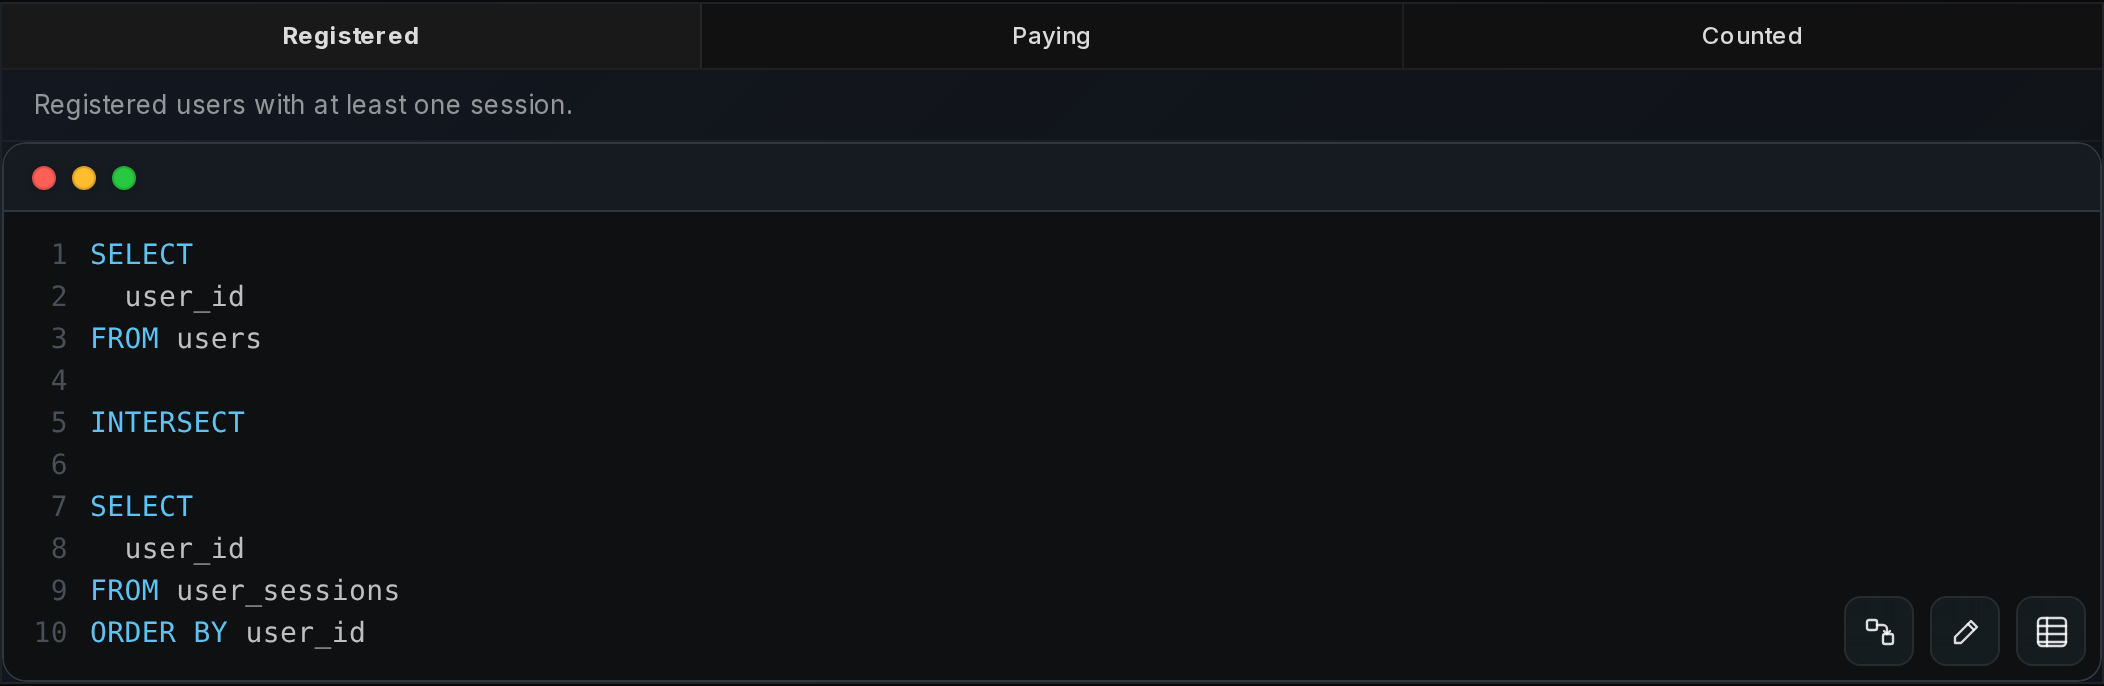 Registered
Paying
Counted
Registered users with at least one session.
1 SELECT
2   user_id
3 FROM users
4
5 INTERSECT
6
7 SELECT
8   user_id
9 FROM user_sessions
10 ORDER BY user_id